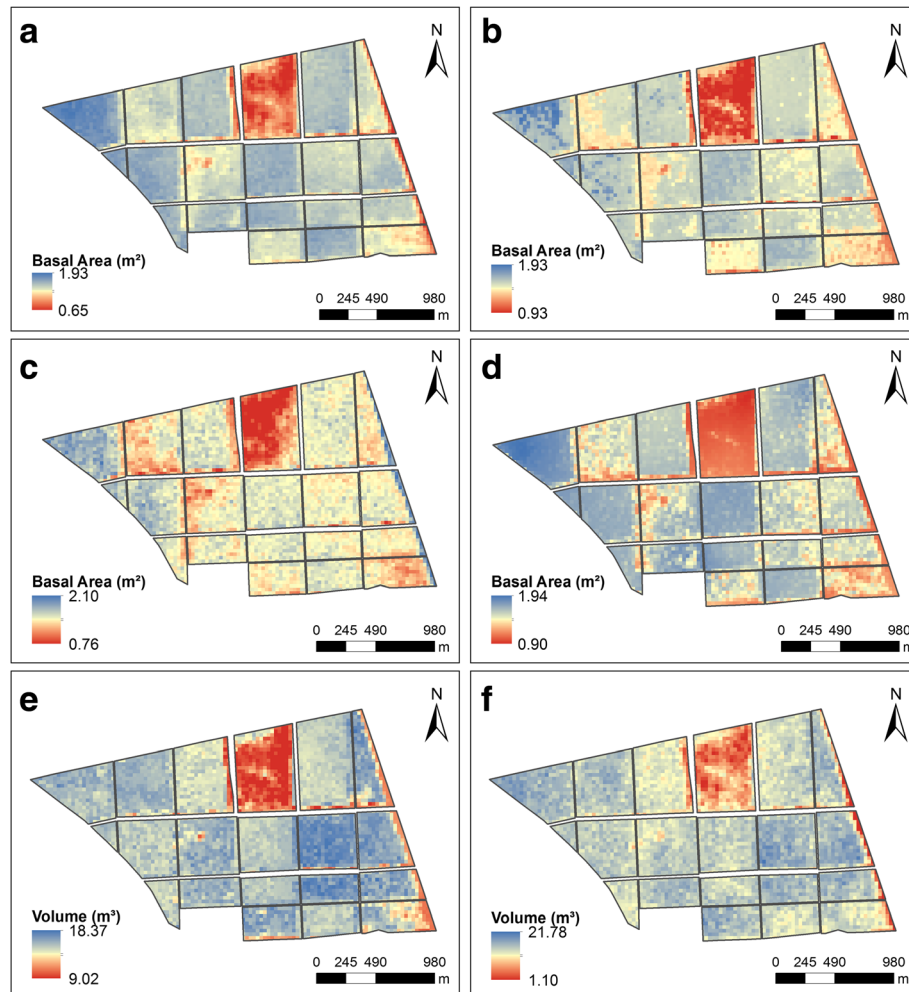 a
N
Basal Area (m²)
1.93
0.65
0 245 490 980
m
b
N
Basal Area (m²)
1.93
0.93
0 245 490 980
m
c
N
Basal Area (m²)
2.10
0.76
0 245 490 980
m
d
N
Basal Area (m²)
1.94
0.90
0 245 490 980
m
e
N
Volume (m³)
18.37
9.02
0 245 490 980
m
f
N
Volume (m³)
21.78
1.10
0 245 490 980
m